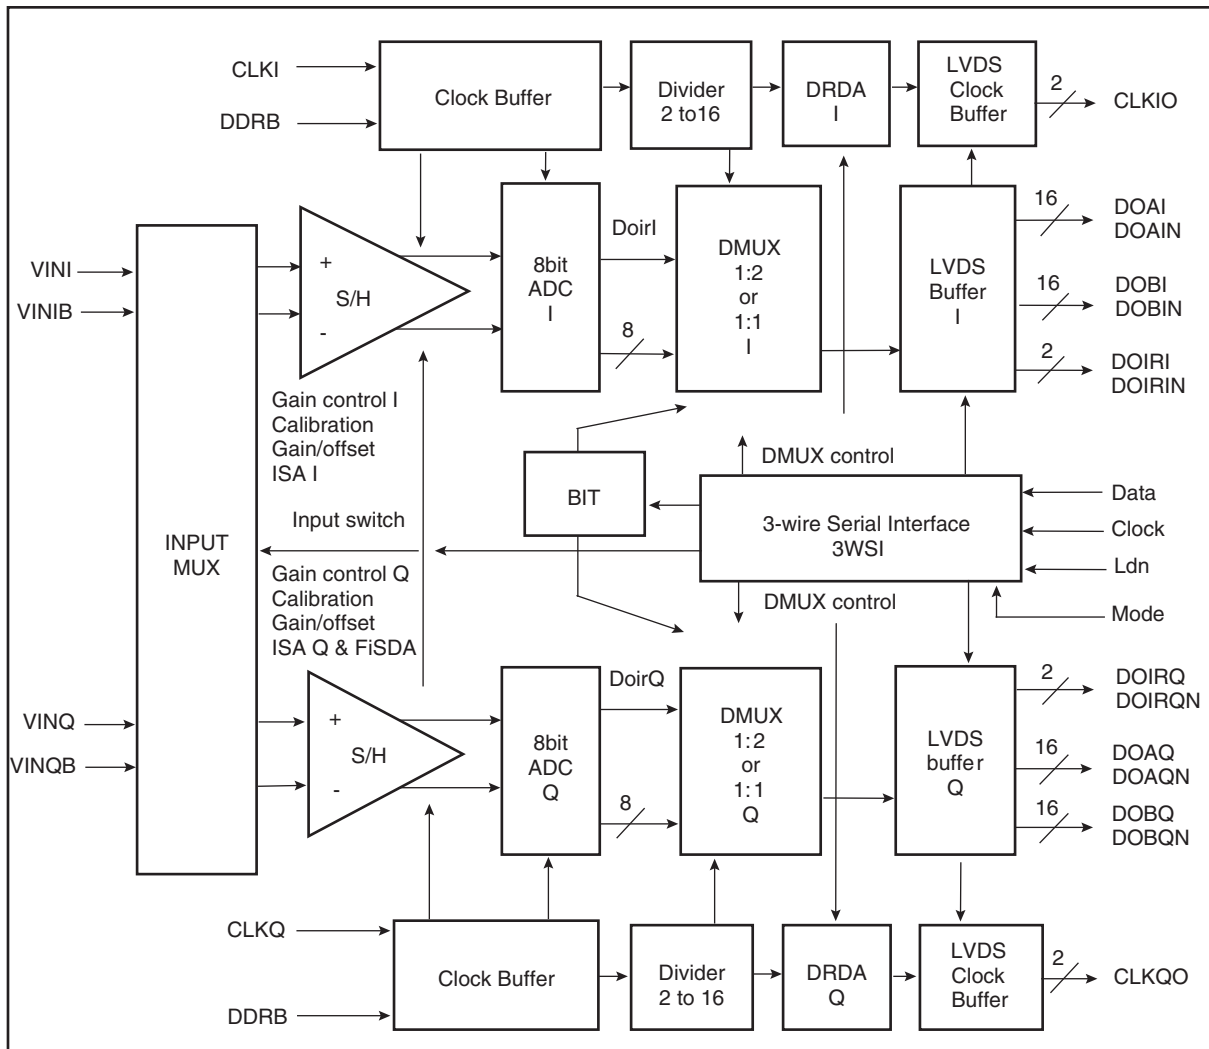 CLKI
DDRB
Clock Buffer
Divider
2 to16
DRDA
I
LVDS
Clock
Buffer
2
CLKIO
VINI
VINIB
INPUT
MUX
+
S/H
-
8bit
ADC
I
DoirI
8
DMUX
1:2
or
1:1
I
LVDS
Buffer
I
16
DOAI
DOAIN
16
DOBI
DOBIN
2
DOIRI
DOIRIN
Gain control I
Calibration
Gain/offset
ISA I
Input switch
BIT
DMUX control
3-wire Serial Interface
3WSI
DMUX control
Data
Clock
Ldn
Mode
Gain control Q
Calibration
Gain/offset
ISA Q & FiSDA
VINQ
VINQB
+
S/H
-
8bit
ADC
Q
DoirQ
8
DMUX
1:2
or
1:1
Q
LVDS
buffer
Q
2
DOIRQ
DOIRQN
16
DOAQ
DOAQN
16
DOBQ
DOBQN
CLKQ
DDRB
Clock Buffer
Divider
2 to 16
DRDA
Q
LVDS
Clock
Buffer
2
CLKQO